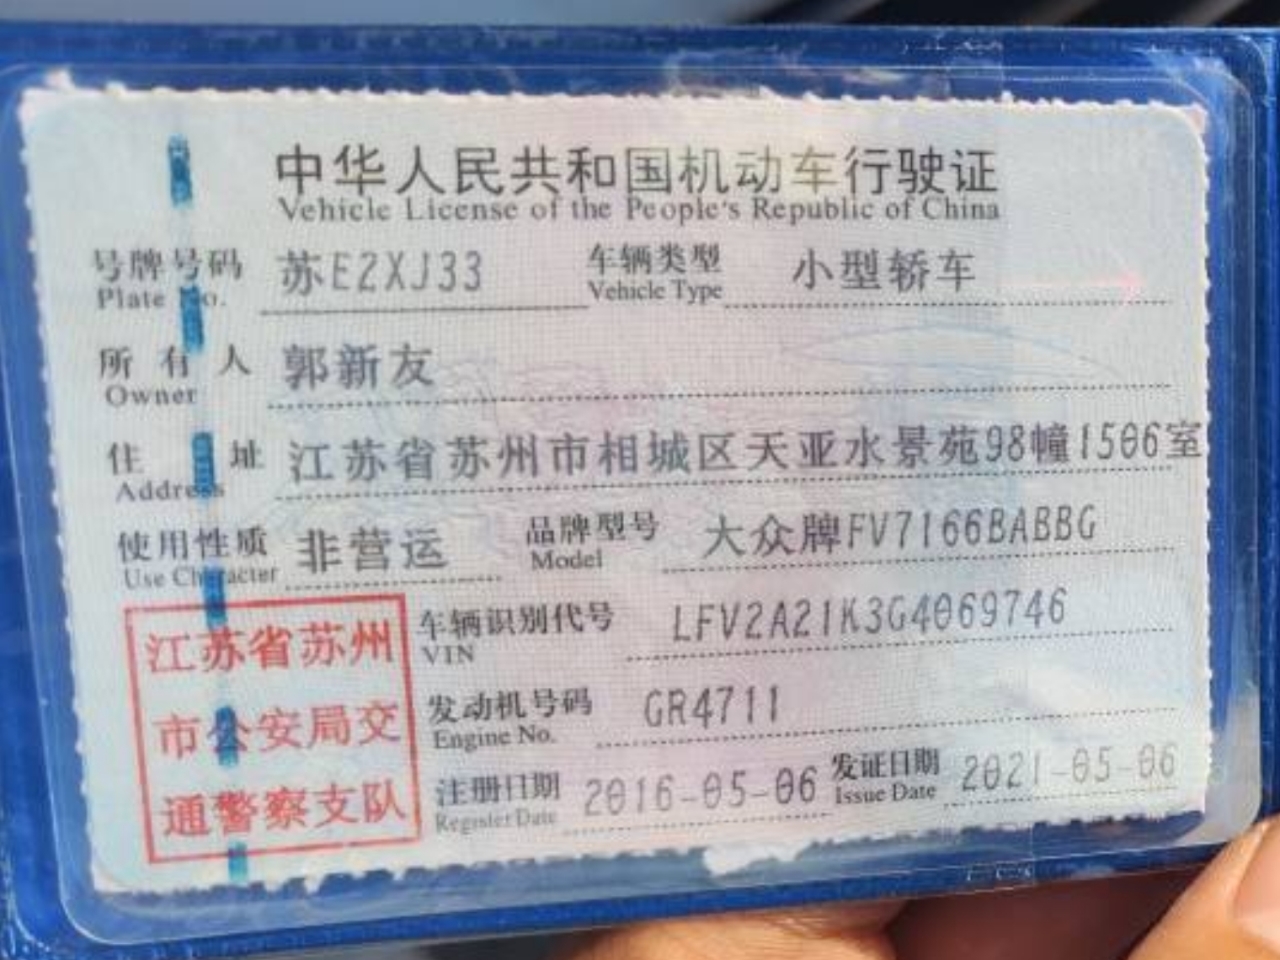 中华人民共和国机动车行驶证
Vehicle License of the People's Republic of China
号牌号码 苏E2XJ33 车辆类型 小型轿车
Plate No. Vehicle Type
所有人 郭新友
Owner
住址 江苏省苏州市相城区天亚水景苑98幢1506室
Address
使用性质 非营运 品牌型号 大众牌FV7166BABBG
Use Character Model
车辆识别代号 LFV2A21K3G4069746
VIN
发动机号码 GR4711
Engine No.
注册日期 2016-05-06 发证日期 2021-05-06
Register Date Issue Date
江苏省苏州
市公安局交
通警察支队